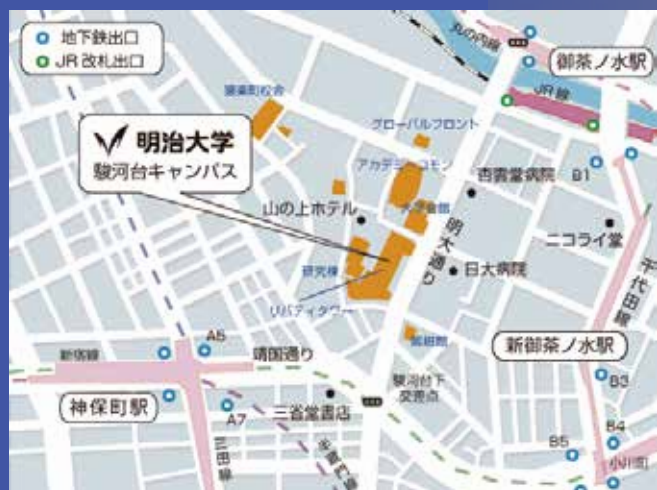 地下鉄出口
JR改札出口
丸の内線
御茶ノ水駅
JR線
猿楽町校舎
グローバルフロント
明治大学
駿河台キャンパス
アカデミーコモン
杏雲堂病院
B1
大学会館
山の上ホテル
明大通り
ニコライ堂
研究棟
日大病院
千代田線
リバティタワー
紫紺館
新御茶ノ水駅
A5
新宿線
靖国通り
駿河台下
交差点
B3
神保町駅
三省堂書店
A7
三田線
半蔵門線
B4
B5
小川町